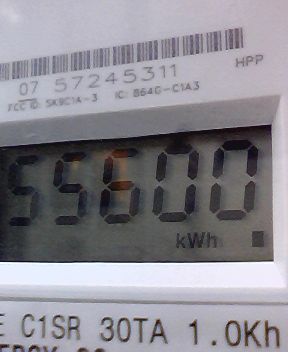 HPP
07 57245311
FCC ID: SK9C1A-3 IC: 864G-C1A3
55600
kWh
E C1SR 30TA 1.0Kh